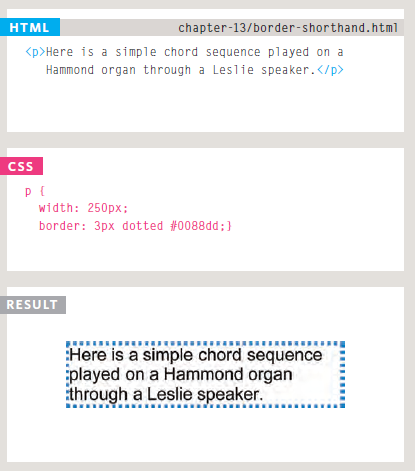 HTML chapter-13/border-shorthand.html
<p>Here is a simple chord sequence played on a
Hammond organ through a Leslie speaker.</p>
CSS
p {
width: 250px;
border: 3px dotted #0088dd;}
RESULT
Here is a simple chord sequence
played on a Hammond organ
through a Leslie speaker.